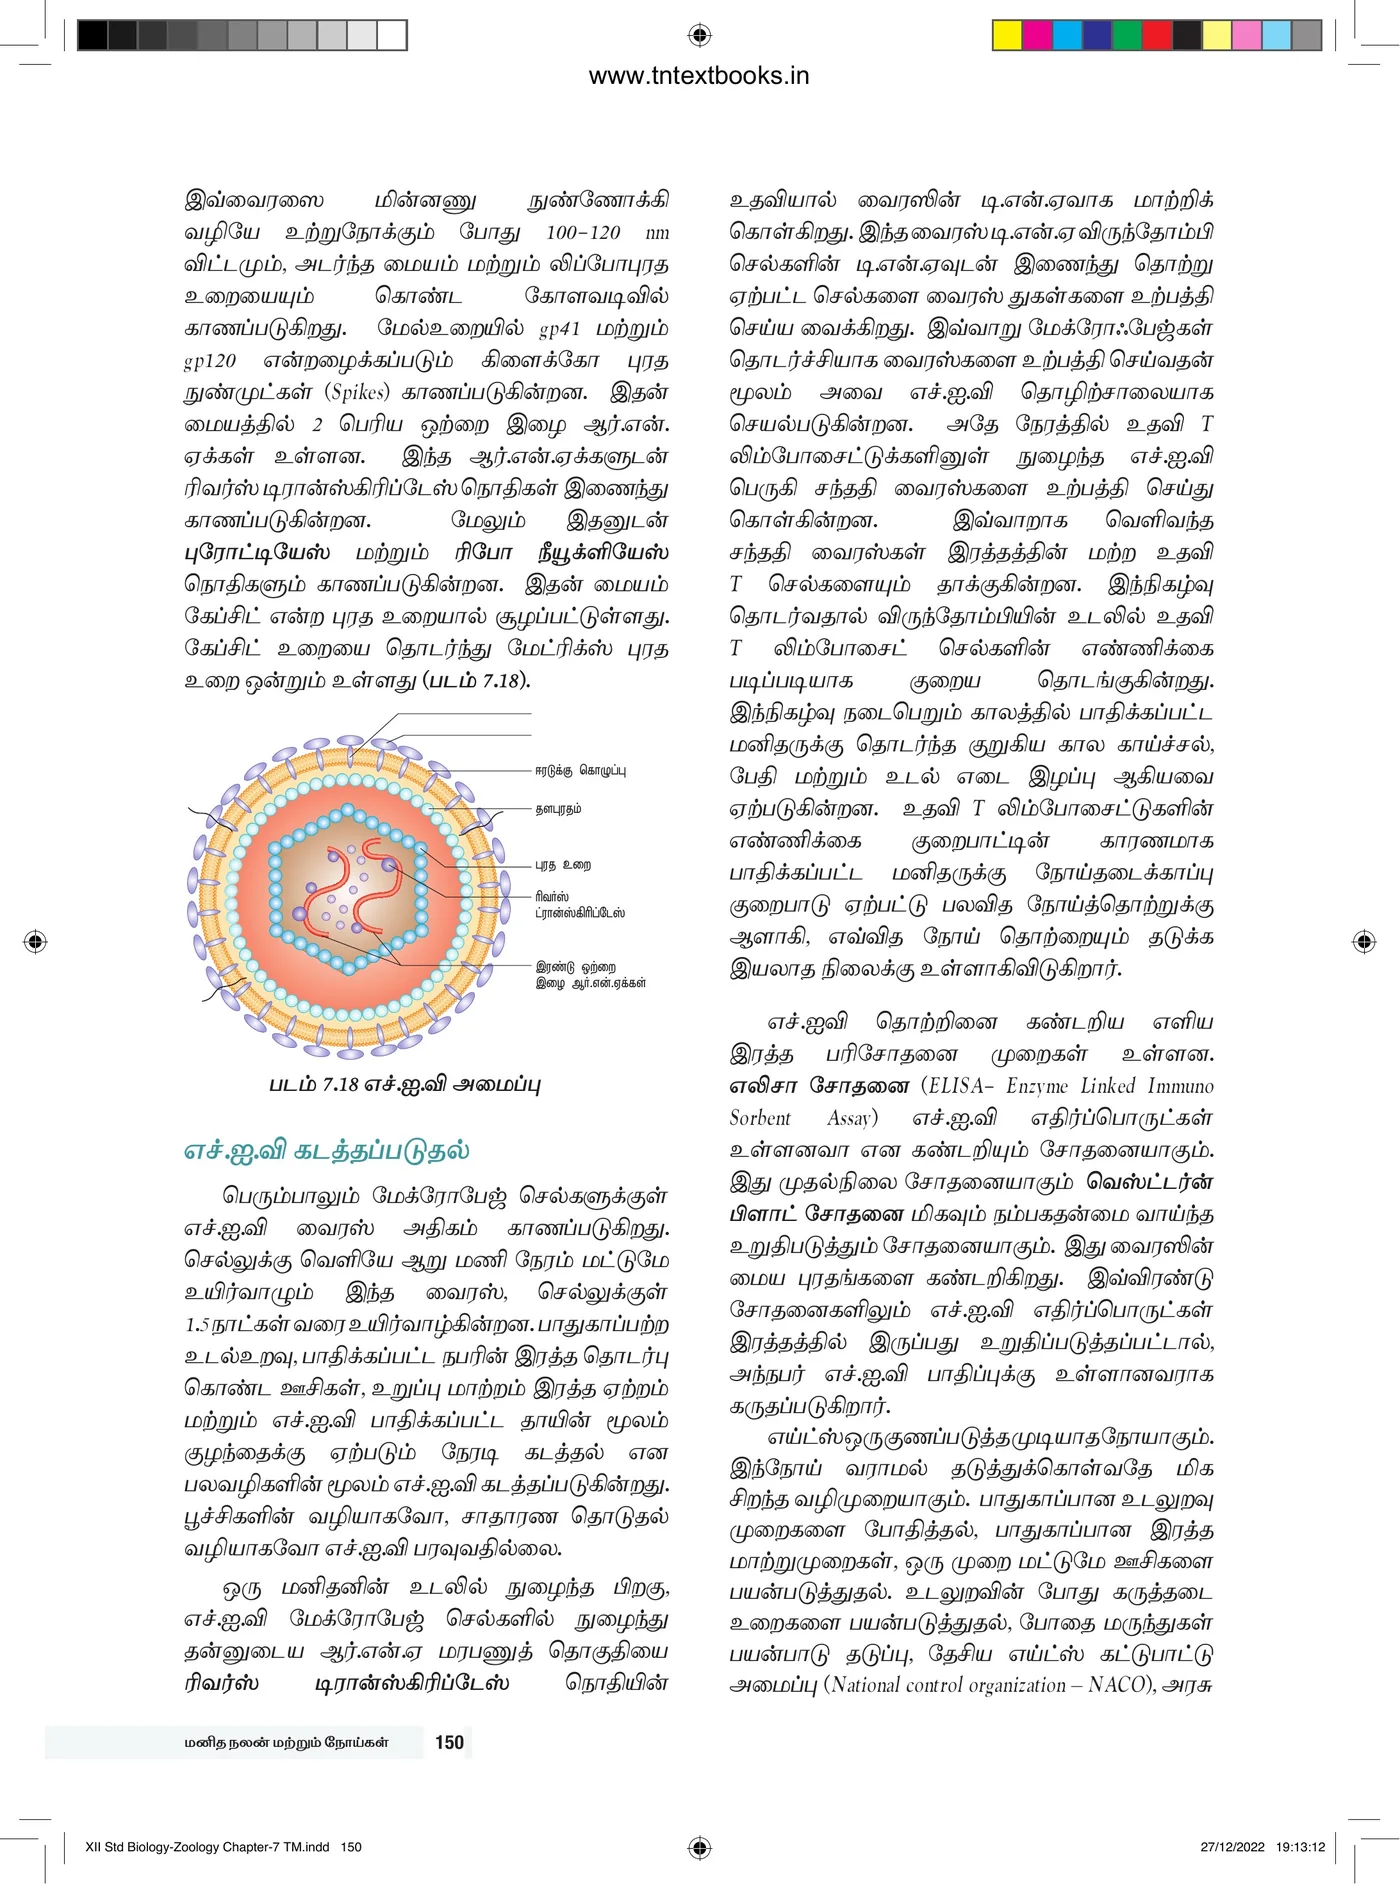 www.tntextbooks.in
இவ்வைரஸை மின்னணு நுண்ணோக்கி
வழியே உற்றுநோக்கும் போது 100-120 nm
விட்டமும், அடர்ந்த மையம் மற்றும் லிப்போபுரத
உறையையும் கொண்ட கோளவடிவில்
காணப்படுகிறது. மேல்உறையில் gp41 மற்றும்
gp120 என்றழைக்கப்படும் கிளைக்கோ புரத
நுண்முட்கள் (Spikes) காணப்படுகின்றன. இதன்
மையத்தில் 2 பெரிய ஒற்றை இழை ஆர்.என்.
ஏக்கள் உள்ளன. இந்த ஆர்.என்.ஏக்களுடன்
ரிவர்ஸ் டிரான்ஸ்கிரிப்டேஸ் நொதிகள் இணைந்து
காணப்படுகின்றன. மேலும் இதனுடன்
புரோட்டியேஸ் மற்றும் ரிபோ நீயூக்ளியேஸ்
நொதிகளும் காணப்படுகின்றன. இதன் மையம்
கேப்சிட் என்ற புரத உறையால் சூழப்பட்டுள்ளது.
கேப்சிட் உறையை தொடர்ந்து மேட்ரிக்ஸ் புரத
உறை ஒன்றும் உள்ளது (படம் 7.18).
ஈரடுக்கு கொழுப்பு
தளபுரதம்
புரத உறை
ரிவர்ஸ்
ட்ரான்ஸ்கிரிப்டேஸ்
இரண்டு ஒற்றை
இழை ஆர்.என்.ஏக்கள்
படம் 7.18 எச்.ஐ.வி அமைப்பு
எச்.ஐ.வி கடத்தப்படுதல்
பெரும்பாலும் மேக்ரோபேஜ் செல்களுக்குள்
எச்.ஐ.வி வைரஸ் அதிகம் காணப்படுகிறது.
செல்லுக்கு வெளியே ஆறு மணி நேரம் மட்டுமே
உயிர்வாழும் இந்த வைரஸ், செல்லுக்குள்
1.5நாட்கள் வரை உயிர்வாழ்கின்றன. பாதுகாப்பற்ற
உடல்உறவு, பாதிக்கப்பட்ட நபரின் இரத்த தொடர்பு
கொண்ட ஊசிகள், உறுப்பு மாற்றம் இரத்த ஏற்றம்
மற்றும் எச்.ஐ.வி பாதிக்கப்பட்ட தாயின் மூலம்
குழந்தைக்கு ஏற்படும் நேரடி கடத்தல் என
பலவழிகளின் மூலம் எச்.ஐ.வி கடத்தப்படுகின்றது.
பூச்சிகளின் வழியாகவோ, சாதாரண தொடுதல்
வழியாகவோ எச்.ஐ.வி பரவுவதில்லை.
ஒரு மனிதனின் உடலில் நுழைந்த பிறகு,
எச்.ஐ.வி மேக்ரோபேஜ் செல்களில் நுழைந்து
தன்னுடைய ஆர்.என்.ஏ மரபணுத் தொகுதியை
ரிவர்ஸ் டிரான்ஸ்கிரிப்டேஸ் நொதியின்
உதவியால் வைரஸின் டி.என்.ஏவாக மாற்றிக்
கொள்கிறது. இந்த வைரஸ் டி.என்.ஏ விருந்தோம்பி
செல்களின் டி.என்.ஏவுடன் இணைந்து தொற்று
ஏற்பட்ட செல்களை வைரஸ் துகள்களை உற்பத்தி
செய்ய வைக்கிறது. இவ்வாறு மேக்ரோஃபேஜ்கள்
தொடர்ச்சியாக வைரஸ்களை உற்பத்தி செய்வதன்
மூலம் அவை எச்.ஐ.வி தொழிற்சாலையாக
செயல்படுகின்றன. அதே நேரத்தில் உதவி T
லிம்போசைட்டுக்களினுள் நுழைந்த எச்.ஐ.வி
பெருகி சந்ததி வைரஸ்களை உற்பத்தி செய்து
கொள்கின்றன. இவ்வாறாக வெளிவந்த
சந்ததி வைரஸ்கள் இரத்தத்தின் மற்ற உதவி
T செல்களையும் தாக்குகின்றன. இந்நிகழ்வு
தொடர்வதால் விருந்தோம்பியின் உடலில் உதவி
T லிம்போசைட் செல்களின் எண்ணிக்கை
படிப்படியாக குறைய தொடங்குகின்றது.
இந்நிகழ்வு நடைபெறும் காலத்தில் பாதிக்கப்பட்ட
மனிதருக்கு தொடர்ந்த குறுகிய கால காய்ச்சல்,
பேதி மற்றும் உடல் எடை இழப்பு ஆகியவை
ஏற்படுகின்றன. உதவி T லிம்போசைட்டுகளின்
எண்ணிக்கை குறைபாட்டின் காரணமாக
பாதிக்கப்பட்ட மனிதருக்கு நோய்தடைக்காப்பு
குறைபாடு ஏற்பட்டு பலவித நோய்த்தொற்றுக்கு
ஆளாகி, எவ்வித நோய் தொற்றையும் தடுக்க
இயலாத நிலைக்கு உள்ளாகிவிடுகிறார்.
எச்.ஐவி தொற்றினை கண்டறிய எளிய
இரத்த பரிசோதனை முறைகள் உள்ளன.
எலிசா சோதனை (ELISA– Enzyme Linked Immuno
Sorbent Assay) எச்.ஐ.வி எதிர்ப்பொருட்கள்
உள்ளனவா என கண்டறியும் சோதனையாகும்.
இது முதல்நிலை சோதனையாகும் வெஸ்ட்டர்ன்
பிளாட் சோதனை மிகவும் நம்பகதன்மை வாய்ந்த
உறுதிபடுத்தும் சோதனையாகும். இது வைரஸின்
மைய புரதங்களை கண்டறிகிறது. இவ்விரண்டு
சோதனைகளிலும் எச்.ஐ.வி எதிர்ப்பொருட்கள்
இரத்தத்தில் இருப்பது உறுதிப்படுத்தப்பட்டால்,
அந்நபர் எச்.ஐ.வி பாதிப்புக்கு உள்ளானவராக
கருதப்படுகிறார்.
எய்ட்ஸ் ஒரு குணப்படுத்த முடியாத நோயாகும்.
இந்நோய் வராமல் தடுத்துக்கொள்வதே மிக
சிறந்த வழிமுறையாகும். பாதுகாப்பான உடலுறவு
முறைகளை போதித்தல், பாதுகாப்பான இரத்த
மாற்றுமுறைகள், ஒரு முறை மட்டுமே ஊசிகளை
பயன்படுத்துதல். உடலுறவின் போது கருத்தடை
உறைகளை பயன்படுத்துதல், போதை மருந்துகள்
பயன்பாடு தடுப்பு, தேசிய எய்ட்ஸ் கட்டுபாட்டு
அமைப்பு (National control organization – NACO), அரசு
மனித நலன் மற்றும் நோய்கள் 150
XII Std Biology-Zoology Chapter-7 TM.indd 150
27/12/2022 19:13:12